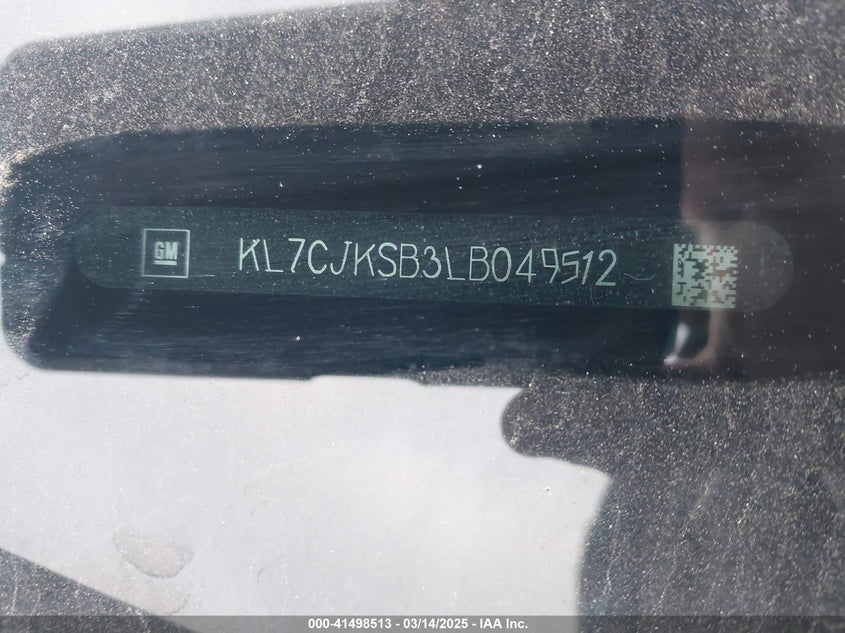 GM KL7CJKSB3LB049512
000-41498513 - 03/14/2025 - IAA Inc.